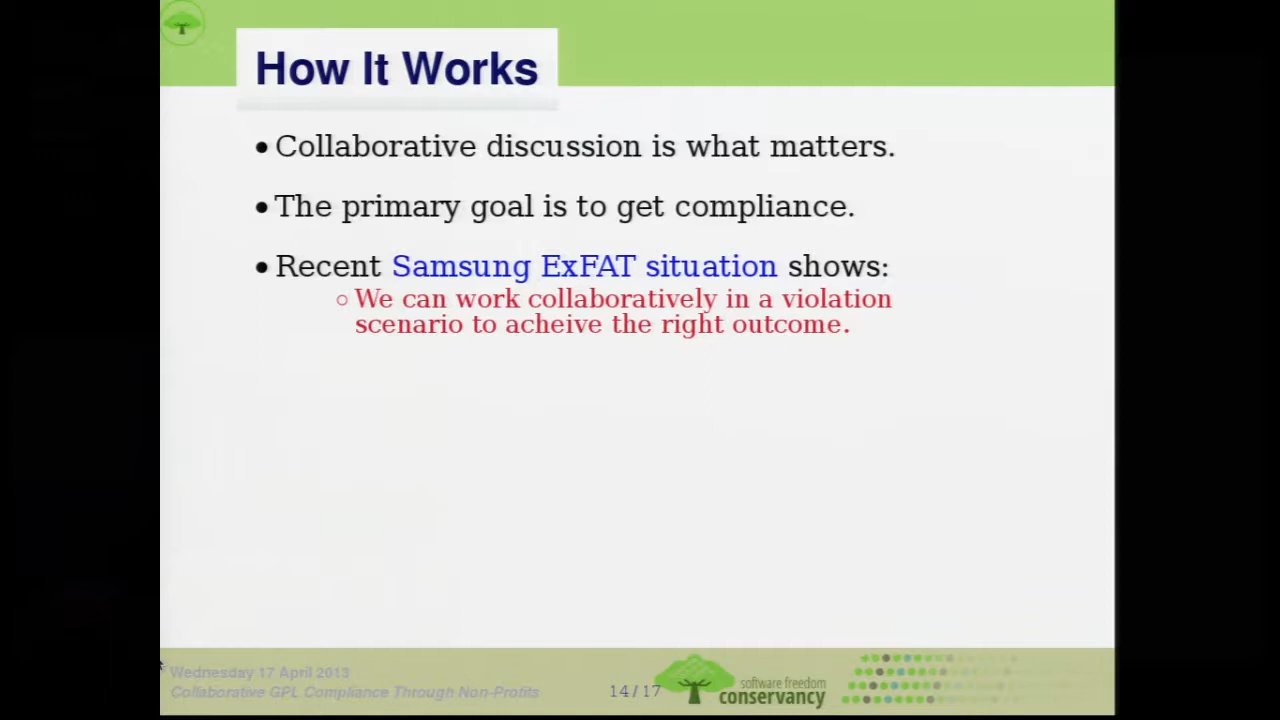 How It Works
• Collaborative discussion is what matters.
• The primary goal is to get compliance.
• Recent Samsung ExFAT situation shows:
○ We can work collaboratively in a violation
scenario to acheive the right outcome.
Wednesday 17 April 2013
Collaborative GPL Compliance Through Non-Profits
14 / 17
software freedom
conservancy